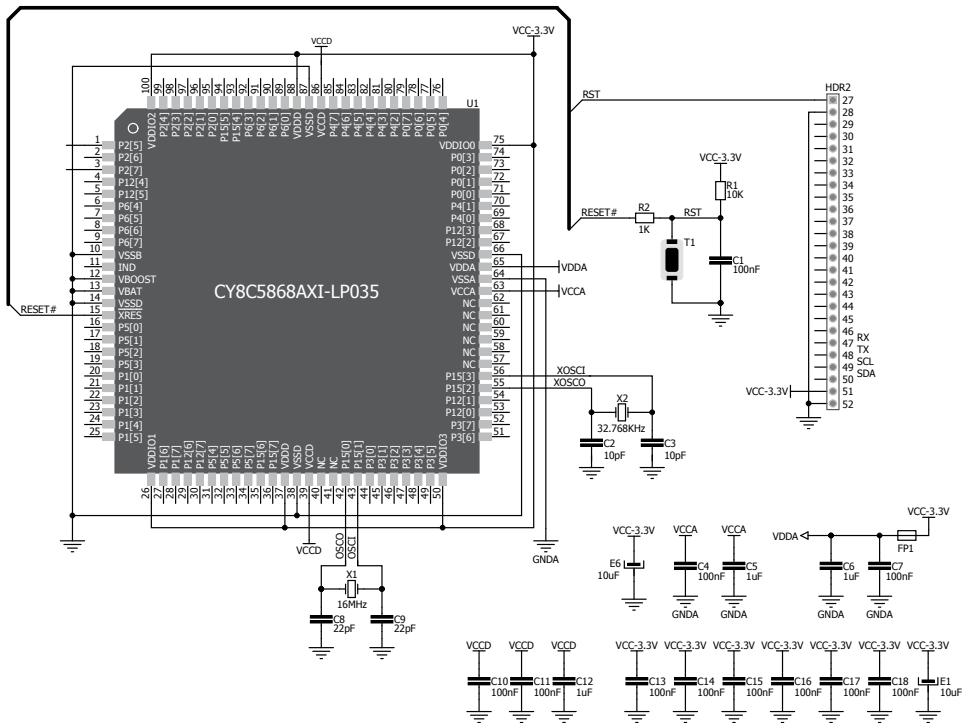 VCCD
VCC-3.3V
100 99 98 97 96 95 94 93 92 91 90 89 88 87 86 85 84 83 82 81 80 79 78 77 76
VDDIO2 P2[4] P2[3] P2[2] P2[1] P2[0] P15[5] P15[4] P6[3] P6[2] P6[1] P6[0] VDDD VSSD VCCD P4[7] P4[6] P4[5] P4[4] P4[3] P4[2] P0[7] P0[6] P0[5] P0[4]
U1
1 P2[5]
2 P2[6]
3 P2[7]
4 P12[4]
5 P12[5]
6 P6[4]
7 P6[5]
8 P6[6]
9 P6[7]
10 VSSB
11 IND
12 VBOOST
13 VBAT
14 VSSD
15 XRES
16 P5[0]
17 P5[1]
18 P5[2]
19 P5[3]
20 P1[0]
21 P1[1]
22 P1[2]
23 P1[3]
24 P1[4]
25 P1[5]
RESET#
CY8C5868AXI-LP035
VDDIO0 75
P0[3] 74
P0[2] 73
P0[1] 72
P0[0] 71
P4[1] 70
P4[0] 69
P12[3] 68
P12[2] 67
VSSD 66
VDDA 65 VDDA
VSSA 64
VCCA 63 VCCA
NC 62
NC 61
NC 60
NC 59
NC 58
NC 57
P15[3] 56 XOSCI
P15[2] 55 XOSCO
P12[1] 54
P12[0] 53
P3[7] 52
P3[6] 51
VDDIO1 P1[6] P1[7] P12[6] P12[7] P5[4] P5[5] P5[6] P5[7] P15[6] P15[7] VDDD VSSD VCCD NC NC P15[0] P15[1] P3[0] P3[1] P3[2] P3[3] P3[4] P3[5] VDDIO3
26 27 28 29 30 31 32 33 34 35 36 37 38 39 40 41 42 43 44 45 46 47 48 49 50
VCCD
OSCO
OSCI
GNDA
X1
16MHz
C8
22pF
C9
22pF
X2
32.768KHz
C2
10pF
C3
10pF
RST
RESET#
R2
1K
RST
VCC-3.3V
R1
10K
T1
C1
100nF
HDR2
27
28
29
30
31
32
33
34
35
36
37
38
39
40
41
42
43
44
45
46
47 RX
48 TX
49 SCL
50 SDA
VCC-3.3V 51
52
VCC-3.3V
E6
10uF
VCCA
C4
100nF
GNDA
VCCA
C5
1uF
GNDA
VDDA
C6
1uF
GNDA
C7
100nF
GNDA
FP1
VCC-3.3V
VCCD
C10
100nF
VCCD
C11
100nF
VCCD
C12
1uF
VCC-3.3V
C13
100nF
VCC-3.3V
C14
100nF
VCC-3.3V
C15
100nF
VCC-3.3V
C16
100nF
VCC-3.3V
C17
100nF
VCC-3.3V
C18
100nF
VCC-3.3V
E1
10uF